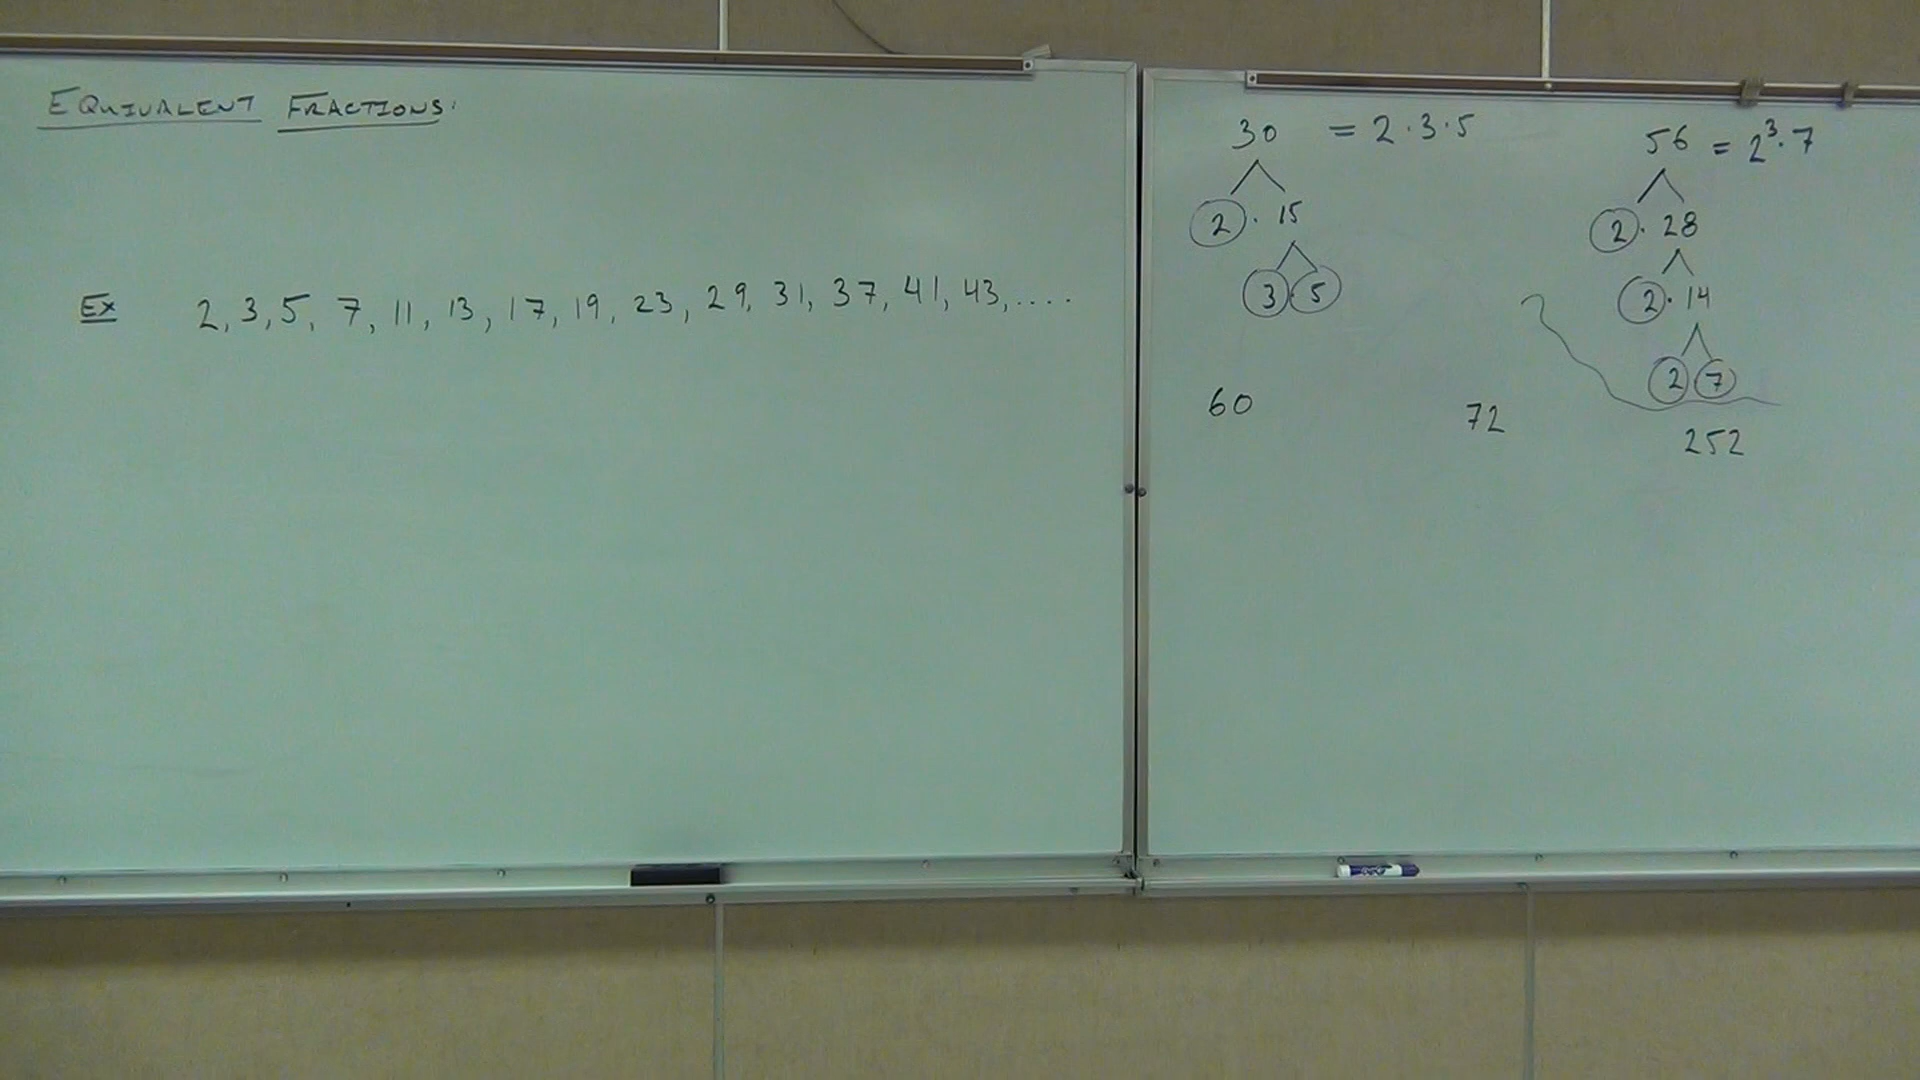 EQUIVALENT FRACTIONS:
Ex 2, 3, 5, 7, 11, 13, 17, 19, 23, 29, 31, 37, 41, 43, ....
30 = 2 · 3 · 5
2 · 15
3 · 5
56 = 2³ · 7
2 · 28
2 · 14
2 7
60
72
252